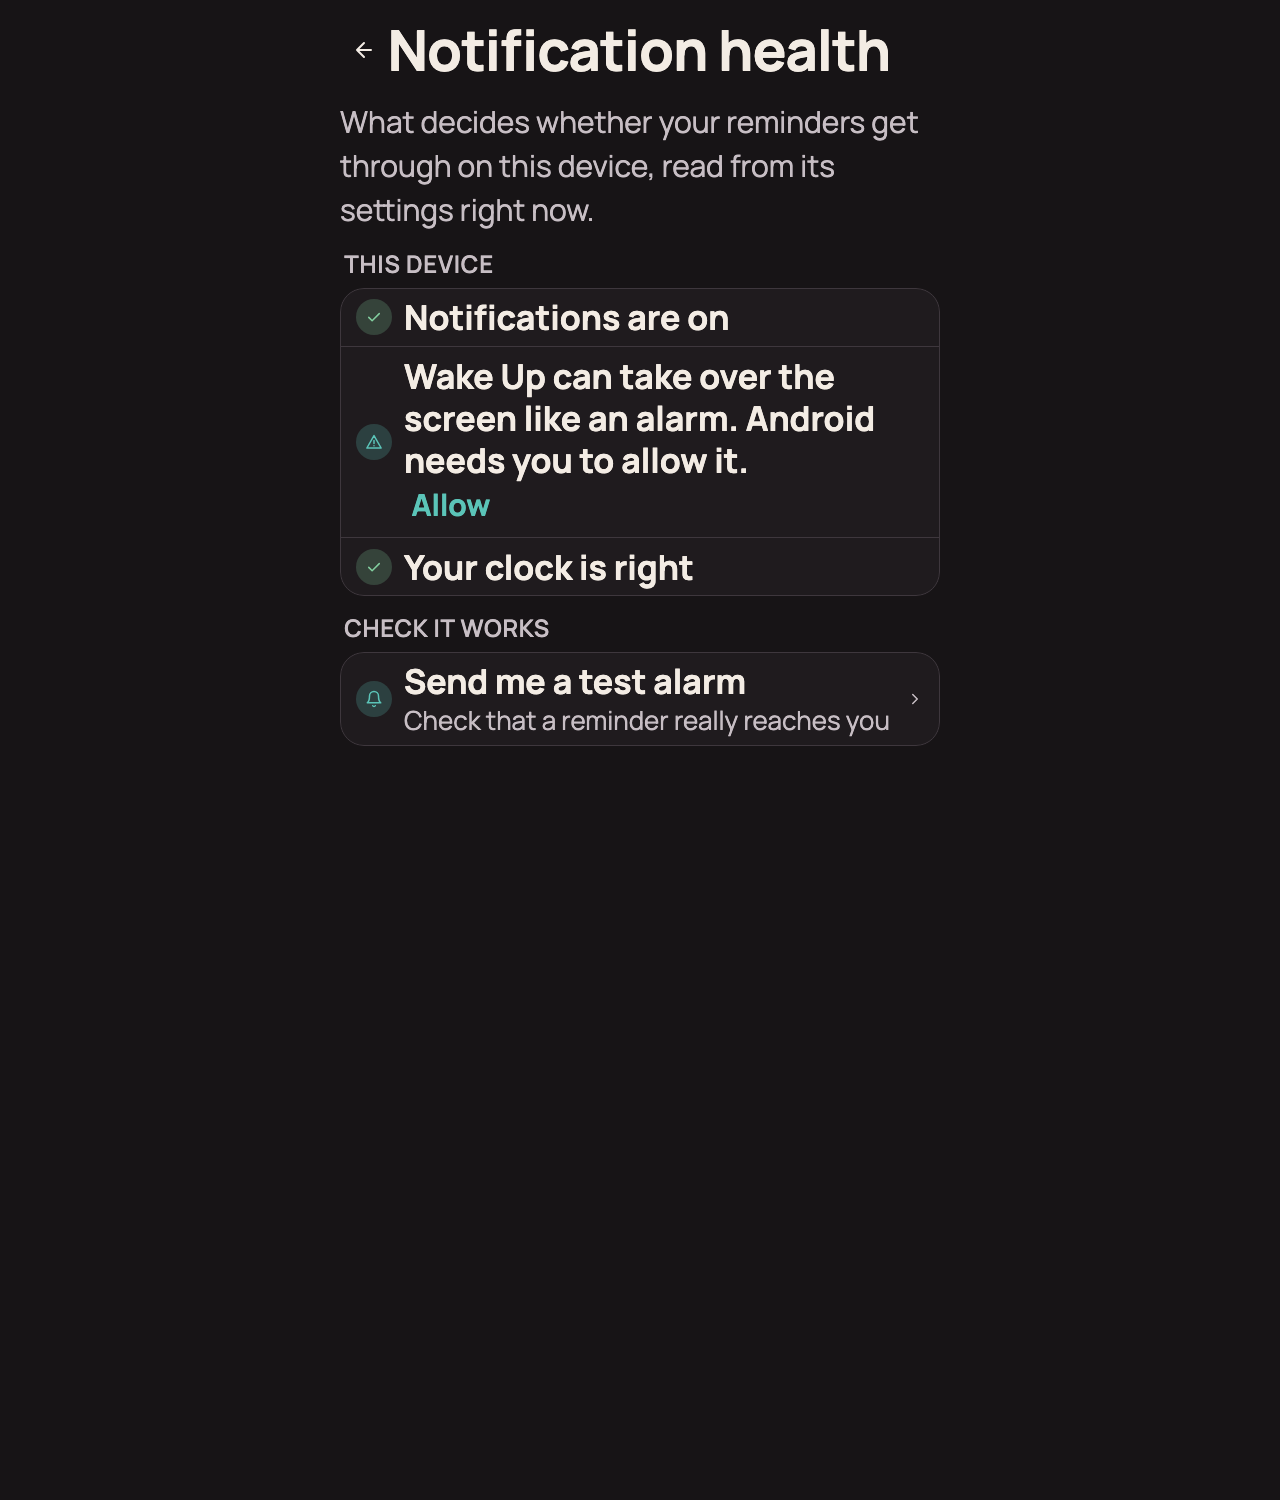 Notification health
What decides whether your reminders get
through on this device, read from its
settings right now.
THIS DEVICE
Notifications are on
Wake Up can take over the
screen like an alarm. Android
needs you to allow it.
Allow
Your clock is right
CHECK IT WORKS
Send me a test alarm
Check that a reminder really reaches you